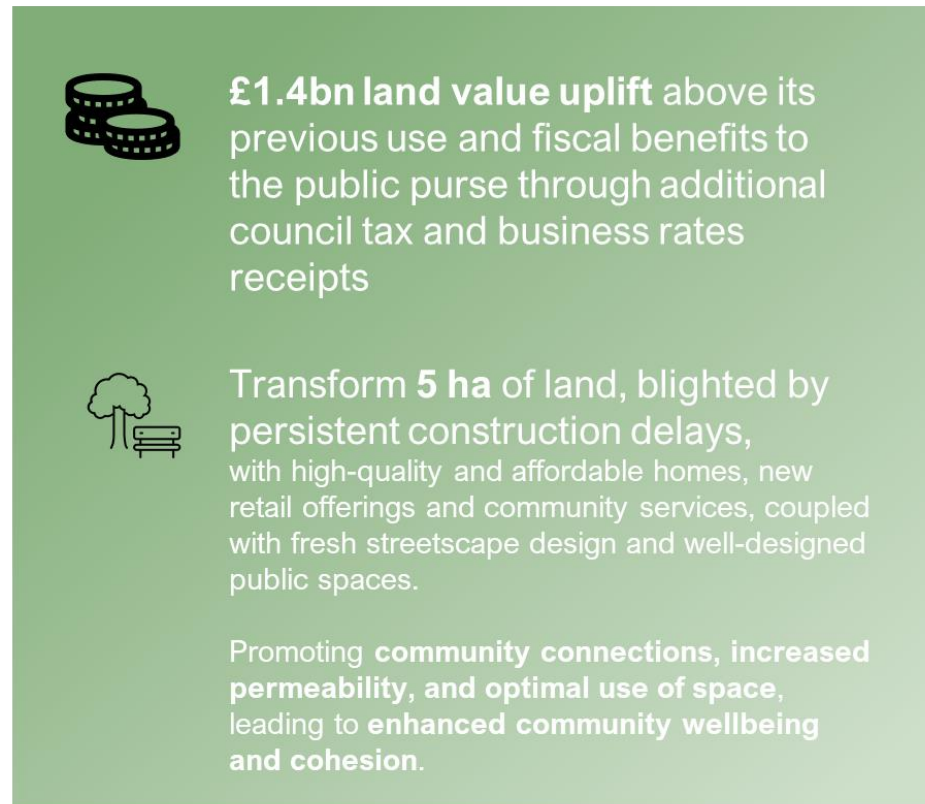 £1.4bn land value uplift above its
previous use and fiscal benefits to
the public purse through additional
council tax and business rates
receipts
Transform 5 ha of land, blighted by
persistent construction delays,
with high-quality and affordable homes, new
retail offerings and community services, coupled
with fresh streetscape design and well-designed
public spaces.
Promoting community connections, increased
permeability, and optimal use of space,
leading to enhanced community wellbeing
and cohesion.